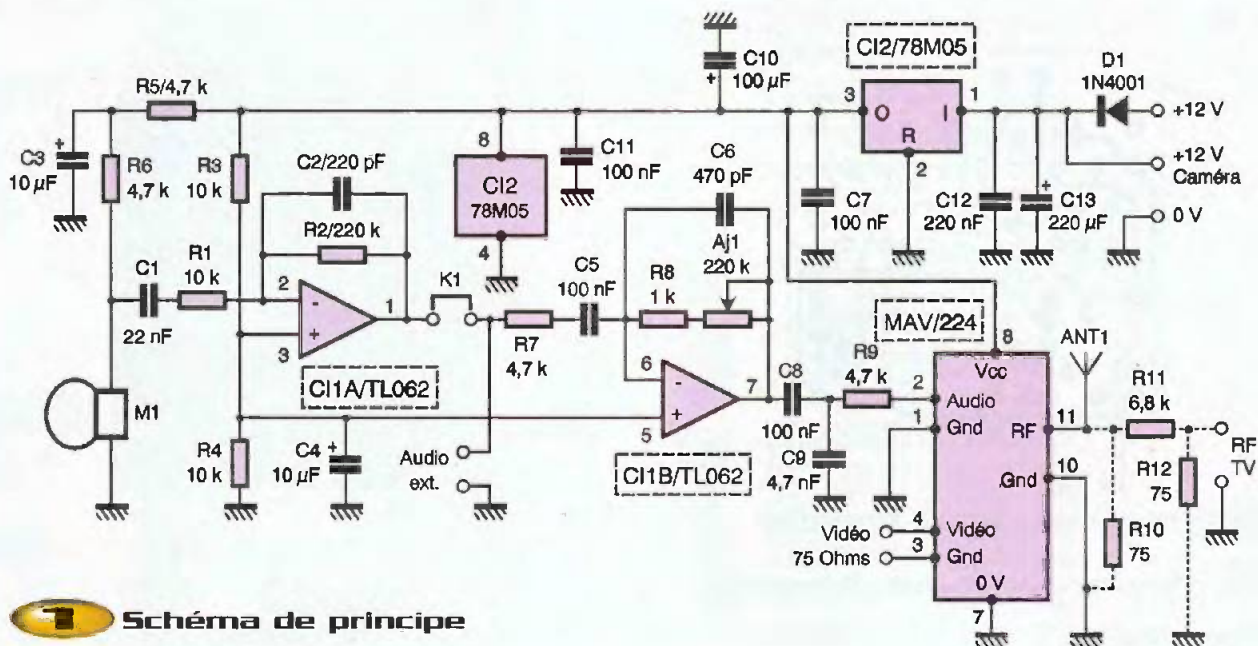 C10
100 µF
CI2/78M05
D1
1N4001
+12 V
+12 V
Caméra
0 V
R5/4,7 k
C3
10 µF
R6
4,7 k
R3
10 k
C2/220 pF
R2/220 k
8
CI2
78M05
4
C11
100 nF
C6
470 pF
Aj1
220 k
3
O
I
1
R
2
C7
100 nF
C12
220 nF
C13
220 µF
C1
22 nF
R1
10 k
2
-
+
3
1
K1
C5
100 nF
R8
1 k
R7
4,7 k
MAV/224
ANT1
M1
CI1A/TL062
6
-
+
5
7
C8
100 nF
R9
4,7 k
8
Vcc
2
Audio
1
Gnd
RF
11
10
Gnd
R11
6,8 k
RF
TV
R12
75
R10
75
R4
10 k
C4
10 µF
Audio
ext.
CI1B/TL062
C9
4,7 nF
Vidéo
75 Ohms
4
Vidéo
3
Gnd
0 V
7
+
+
+
+
1
Schéma de principe